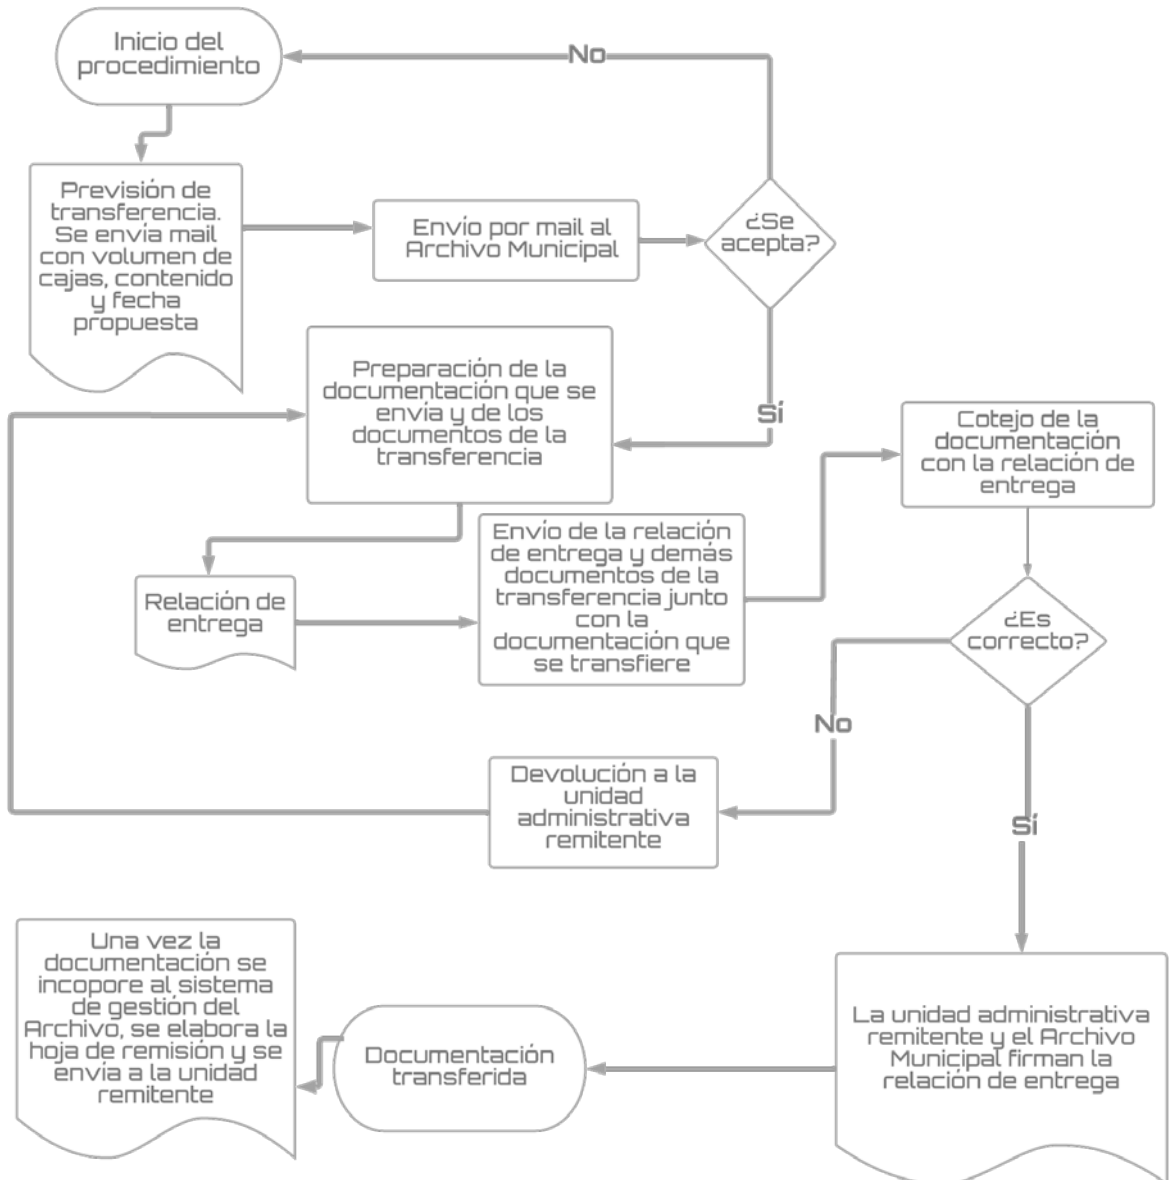 Inicio del
procedimiento
No
Previsión de
transferencia.
Se envía mail
con volumen de
cajas, contenido
y fecha
propuesta
Envío por mail al
Archivo Municipal
¿Se
acepta?
Sí
Preparación de la
documentación que se
envía y de los
documentos de la
transferencia
Relación de
entrega
Envío de la relación
de entrega y demás
documentos de la
transferencia junto
con la
documentación que
se transfiere
Cotejo de la
documentación
con la relación de
entrega
¿Es
correcto?
No
Devolución a la
unidad
administrativa
remitente
Sí
La unidad administrativa
remitente y el Archivo
Municipal firman la
relación de entrega
Documentación
transferida
Una vez la
documentación se
incopore al sistema
de gestión del
Archivo, se elabora la
hoja de remisión y se
envía a la unidad
remitente